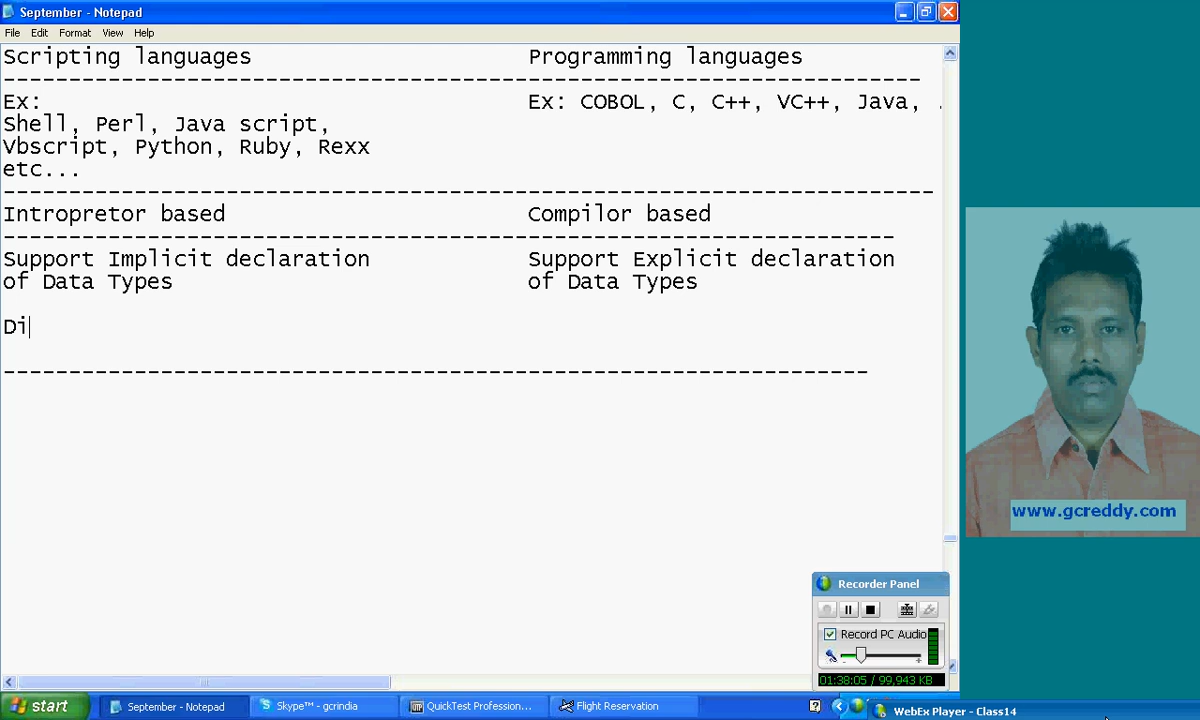 September - Notepad
File Edit Format View Help
Scripting languages Programming languages
----------------------------------------------------------------------
Ex: Ex: COBOL, C, C++, VC++, Java, .
Shell, Perl, Java script,
Vbscript, Python, Ruby, Rexx
etc...
-----------------------------------------------------------------------
Intropretor based Compilor based
--------------------------------------------------------------------
Support Implicit declaration Support Explicit declaration
of Data Types of Data Types
Di
------------------------------------------------------------------
www.gcreddy.com
Recorder Panel
Record PC Audio
- +
01:38:05 / 99,943 KB
start September - Notepad Skype™ - gcrindia QuickTest Profession... Flight Reservation WebEx Player - Class14